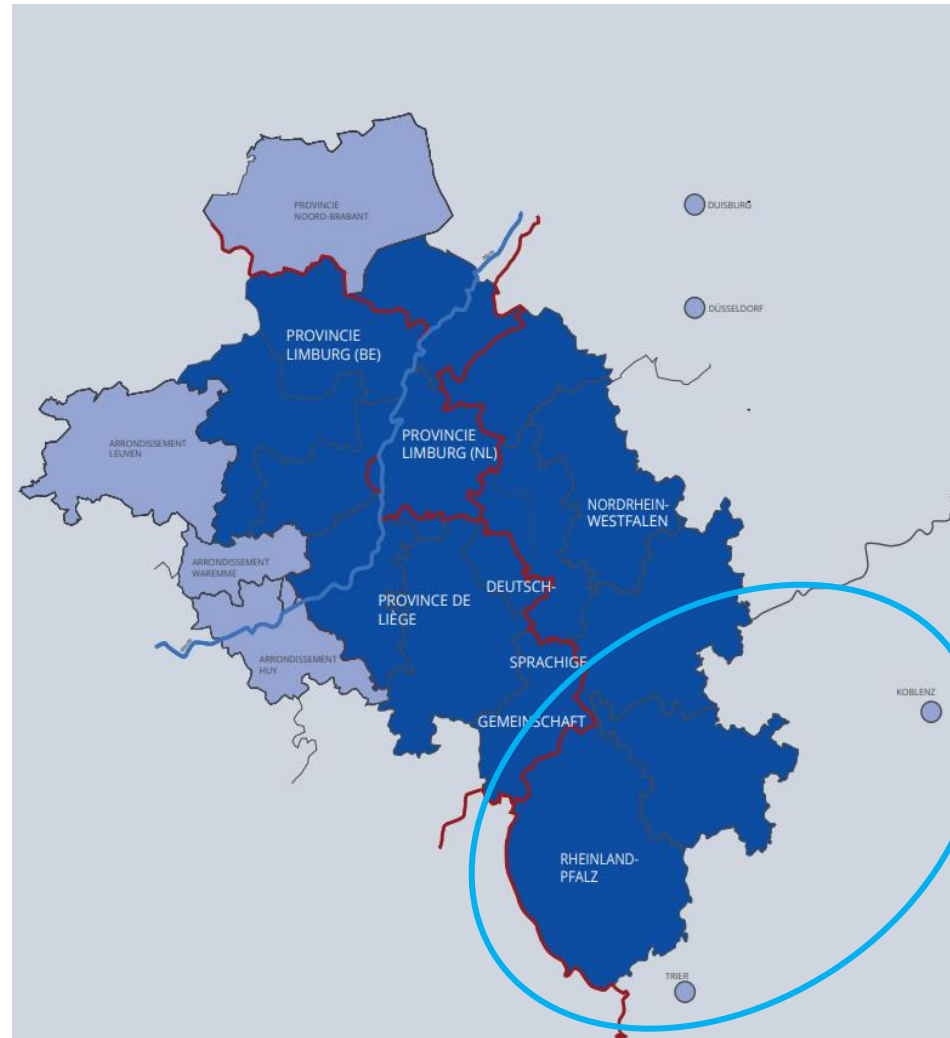 PROVINCIE
NOORD-BRABANT
DUISBURG
DÜSSELDORF
PROVINCIE
LIMBURG (BE)
ARRONDISSEMENT
LEUVEN
PROVINCIE
LIMBURG (NL)
NORDRHEIN-
WESTFALEN
ARRONDISSEMENT
WAREMME
DEUTSCH-
PROVINCE DE
LIÈGE
ARRONDISSEMENT
HUY
SPRACHIGE
GEMEINSCHAFT
KOBLENZ
RHEINLAND-
PFALZ
TRIER